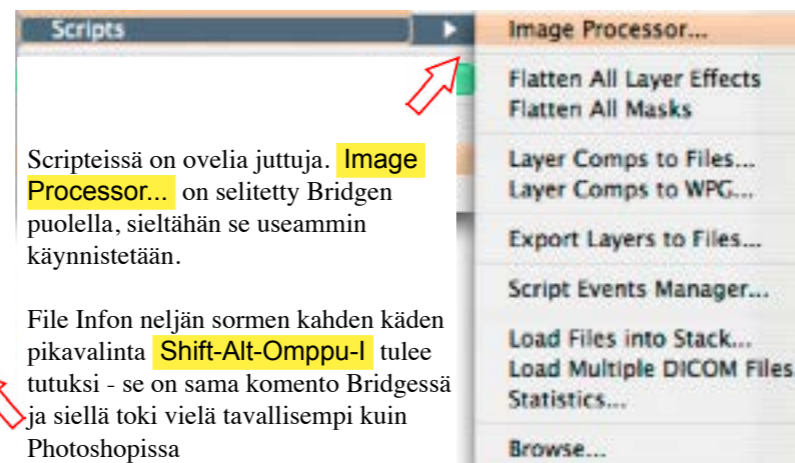 Scripts
Scripteissä on ovelia juttuja. Image
Processor... on selitetty Bridgen
puolella, sieltähän se useammin
käynnistetään.
File Infon neljän sormen kahden käden
pikavalinta Shift-Alt-Omppu-I tulee
tutuksi - se on sama komento Bridgessä
ja siellä toki vielä tavallisempi kuin
Photoshopissa
Image Processor...
Flatten All Layer Effects
Flatten All Masks
Layer Comps to Files...
Layer Comps to WPG...
Export Layers to Files...
Script Events Manager...
Load Files into Stack...
Load Multiple DICOM Files
Statistics...
Browse...